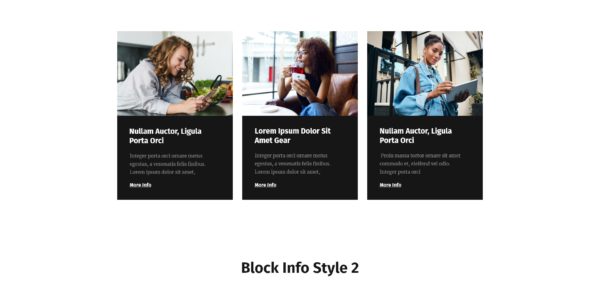 Nullam Auctor, Ligula
Porta Orci
Integer porta orci ornare metus
egestas, a venenatis felis finibus.
Lorem ipsum dolor sit amet,
More Info
Lorem Ipsum Dolor Sit
Amet Gear
Integer porta orci ornare metus
egestas, a venenatis felis finibus.
Lorem ipsum dolor sit amet,
More Info
Nullam Auctor, Ligula
Porta Orci
Proin massa tortor ornare sit amet
commodo et, eleifend vel odio.
Integer porta orci
More Info
Block Info Style 2